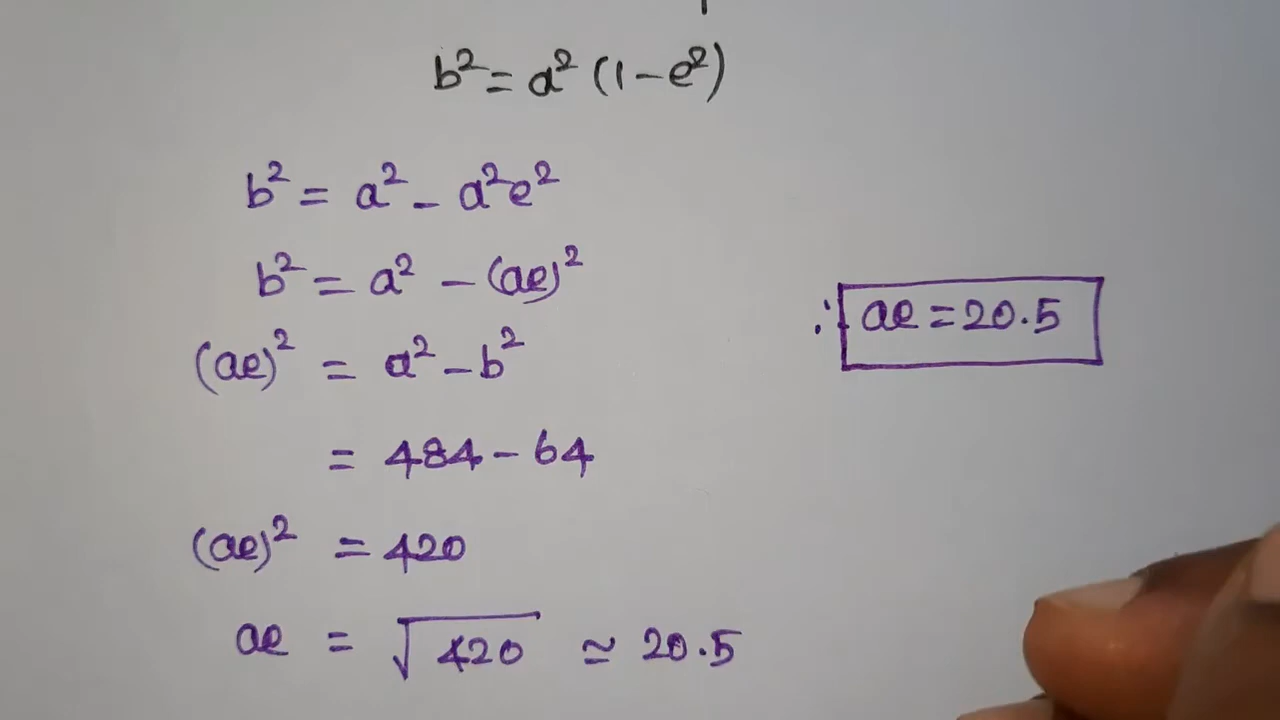 b² = a² (1 - e²)
b² = a² - a²e²
b² = a² - (ae)²
(ae)² = a² - b²
= 484 - 64
(ae)² = 420
ae = √420 ≃ 20.5
∴ ae = 20.5